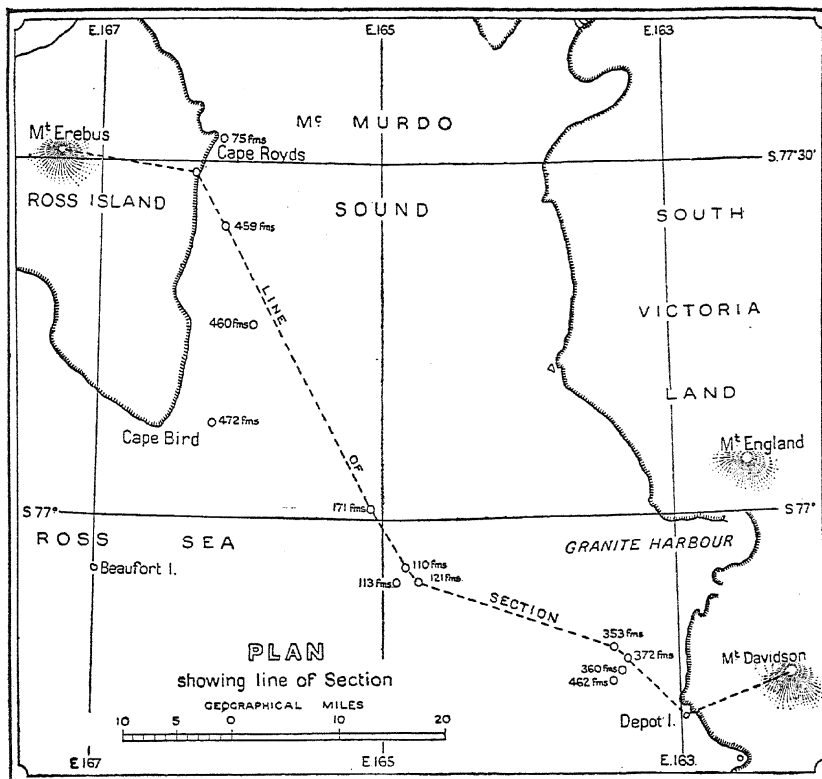 E.167 E.165 E.163
Mc MURDO
75 fms
Mt Erebus
Cape Royds
S.77°30'
ROSS ISLAND
SOUND
SOUTH
459 fms
LINE
VICTORIA
460 fms
LAND
472 fms
Cape Bird
OF
Mt England
171 fms
S 77° S 77°
ROSS SEA
GRANITE HARBOUR
Beaufort I.
110 fms
113 fms. 121 fms.
SECTION
353 fms
PLAN
372 fms
Mt Davidson
showing line of Section
360 fms
462 fms
GEOGRAPHICAL MILES
10 5 0 10 20
Depot I.
E 167 E.165 E.163